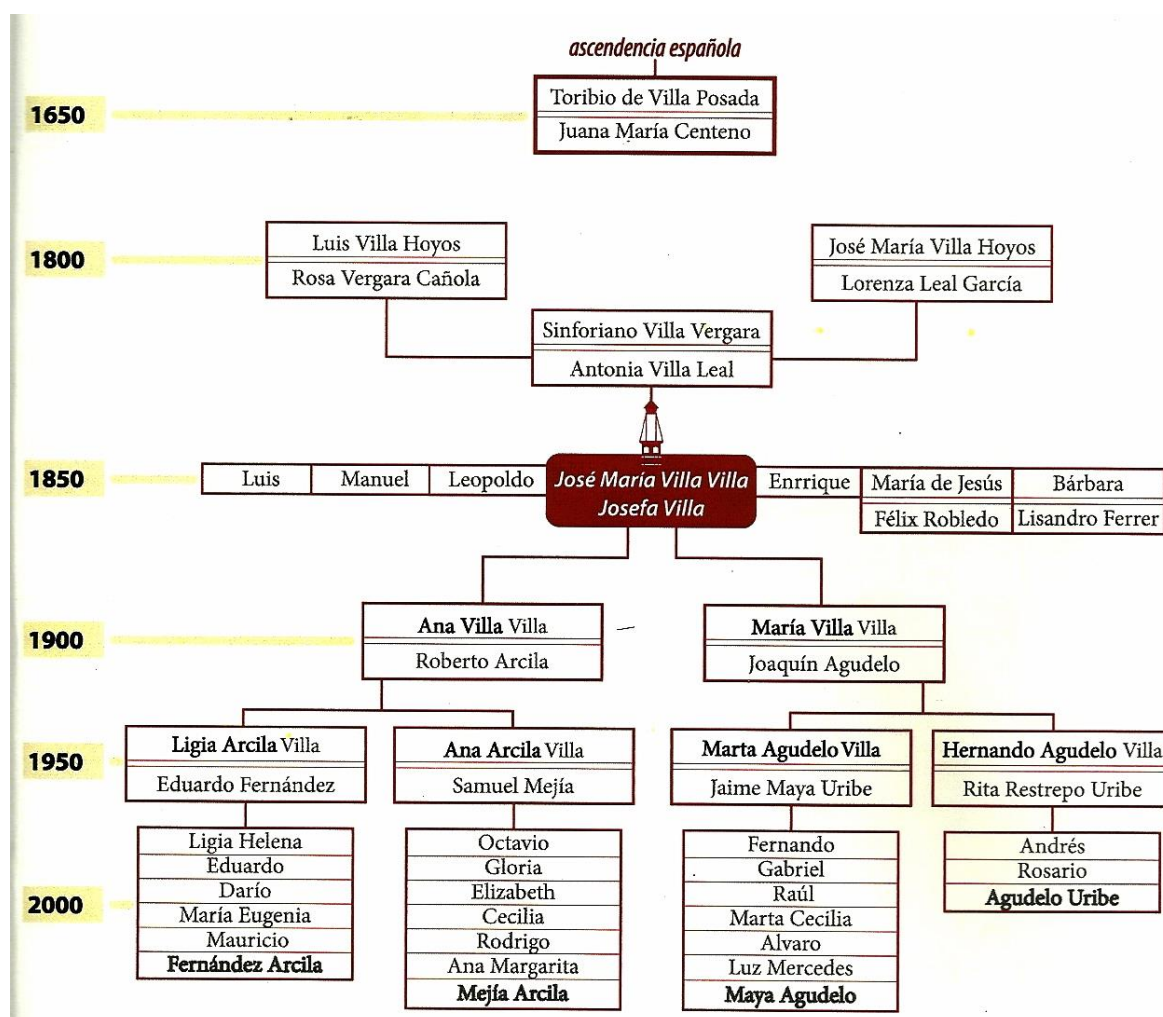 ascendencia española
1650
Toribio de Villa Posada
Juana María Centeno
1800
Luis Villa Hoyos
Rosa Vergara Cañola
José María Villa Hoyos
Lorenza Leal García
Sinforiano Villa Vergara
Antonia Villa Leal
1850
Luis
Manuel
Leopoldo
José María Villa Villa
Josefa Villa
Enrrique
María de Jesús
Félix Robledo
Bárbara
Lisandro Ferrer
1900
Ana Villa Villa
Roberto Arcila
María Villa Villa
Joaquín Agudelo
1950
Ligia Arcila Villa
Eduardo Fernández
Ana Arcila Villa
Samuel Mejía
Marta Agudelo Villa
Jaime Maya Uribe
Hernando Agudelo Villa
Rita Restrepo Uribe
2000
Ligia Helena
Eduardo
Darío
María Eugenia
Mauricio
Fernández Arcila
Octavio
Gloria
Elizabeth
Cecilia
Rodrigo
Ana Margarita
Mejía Arcila
Fernando
Gabriel
Raúl
Marta Cecilia
Alvaro
Luz Mercedes
Maya Agudelo
Andrés
Rosario
Agudelo Uribe